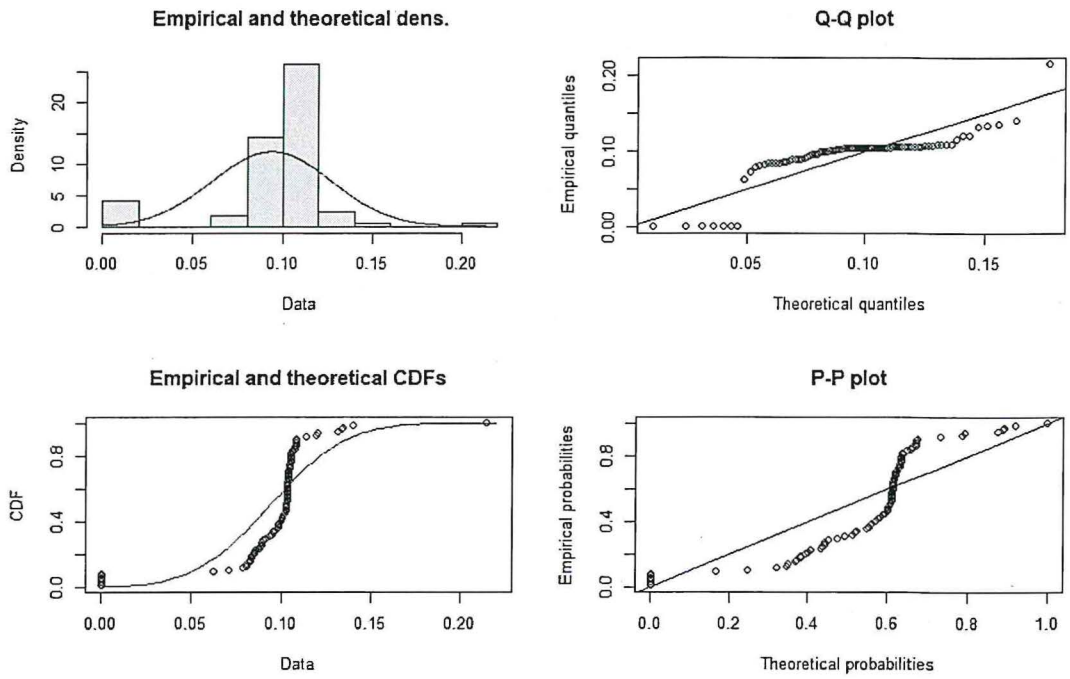 Empirical and theoretical dens.
Density
0 5 10 20
0.00 0.05 0.10 0.15 0.20
Data
Q-Q plot
Empirical quantiles
0.00 0.10 0.20
0.05 0.10 0.15
Theoretical quantiles
Empirical and theoretical CDFs
CDF
0.0 0.4 0.8
0.00 0.05 0.10 0.15 0.20
Data
P-P plot
Empirical probabilities
0.0 0.4 0.8
0.0 0.2 0.4 0.6 0.8 1.0
Theoretical probabilities